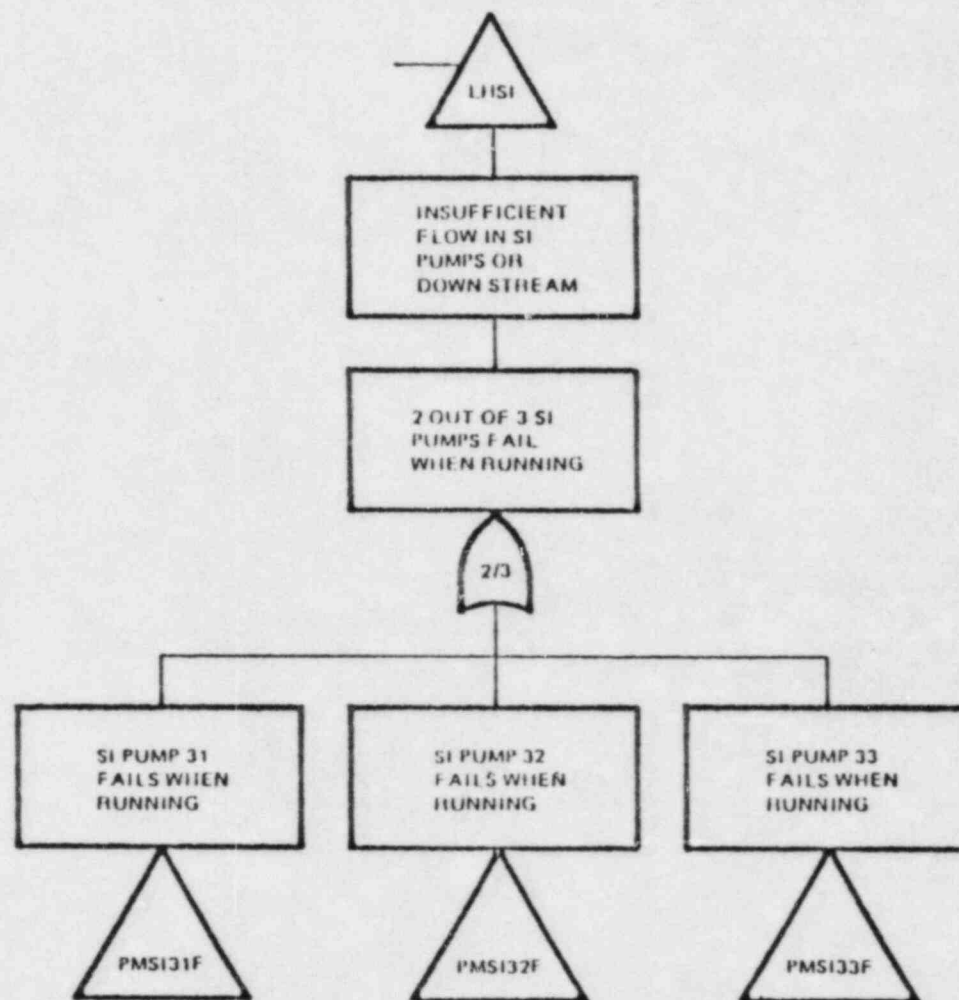 LHSI
INSUFFICIENT
FLOW IN SI
PUMPS OR
DOWN STREAM
2 OUT OF 3 SI
PUMPS FAIL
WHEN RUNNING
2/3
SI PUMP 31
FAILS WHEN
RUNNING
SI PUMP 32
FAILS WHEN
RUNNING
SI PUMP 33
FAILS WHEN
RUNNING
PMSI31F
PMSI32F
PMSI33F